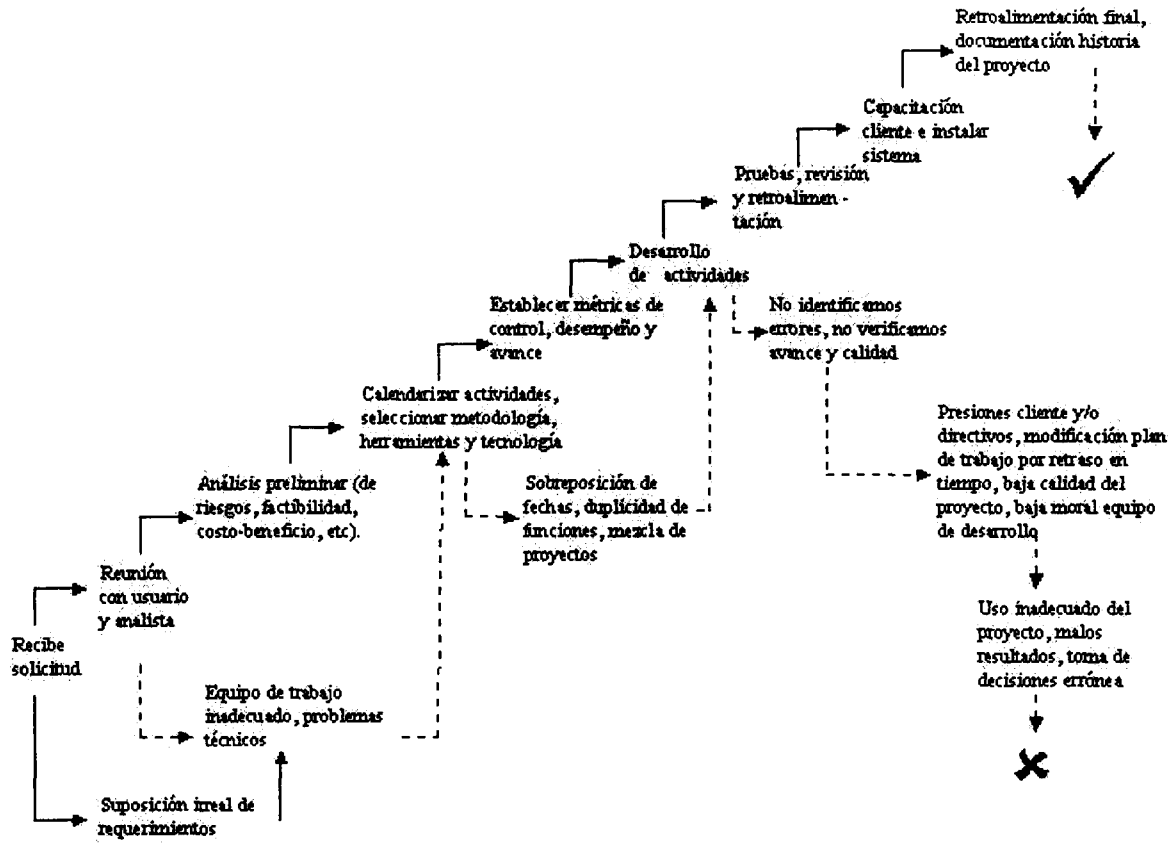 Retroalimentación final,
documentación historia
del proyecto
Capacitación
cliente e instalar
sistema
Pruebas, revisión
y retroalimen -
tación
Desarrollo
de actividades
Establecer métricas de
control, desempeño y
avance
No identificamos
errores, no verificamos
avance y calidad
Calendarizar actividades,
seleccionar metodología,
herramientas y tecnología
Presiones cliente y/o
directivos, modificación plan
de trabajo por retraso en
tiempo, baja calidad del
proyecto, baja moral equipo
de desarrollo
Análisis preliminar (de
riesgos, factibilidad,
costo-beneficio, etc).
Sobreposición de
fechas, duplicidad de
funciones, mezcla de
proyectos
Reunión
con usuario
y analista
Uso inadecuado del
proyecto, malos
resultados, toma de
decisiones errónea
Recibe
solicitud
Equipo de trabajo
inadecuado, problemas
técnicos
Suposición irreal de
requerimientos